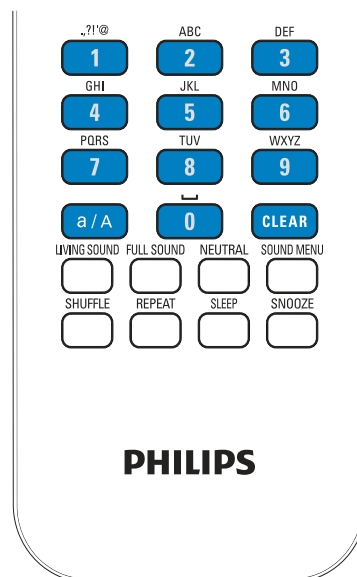 .,?!'@ ABC DEF
1 2 3
GHI JKL MNO
4 5 6
PQRS TUV WXYZ
7 8 9
a / A 0 CLEAR
LIVING SOUND FULL SOUND NEUTRAL SOUND MENU
SHUFFLE REPEAT SLEEP SNOOZE
PHILIPS